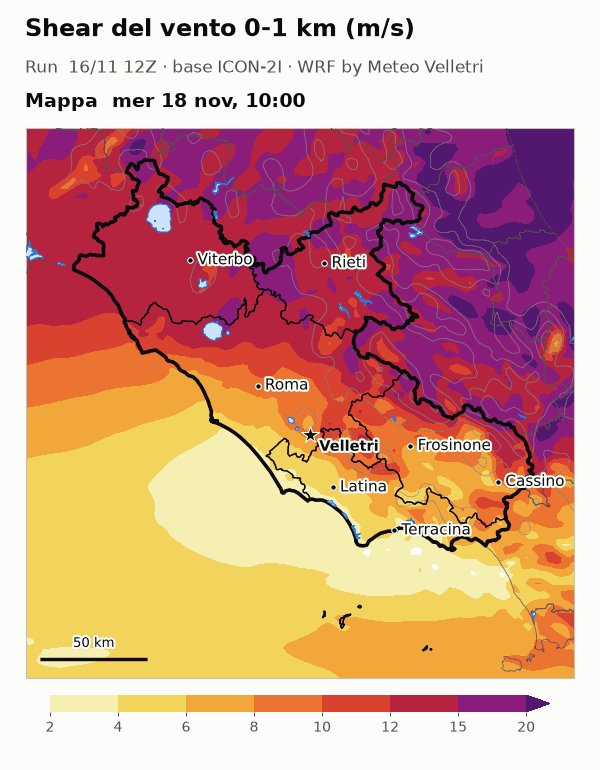 Shear del vento 0-1 km (m/s)
Run 16/11 12Z · base ICON-2I · WRF by Meteo Velletri
Mappa mer 18 nov, 10:00
Viterbo
Rieti
Roma
Velletri
Frosinone
Latina
Cassino
Terracina
50 km
2 4 6 8 10 12 15 20